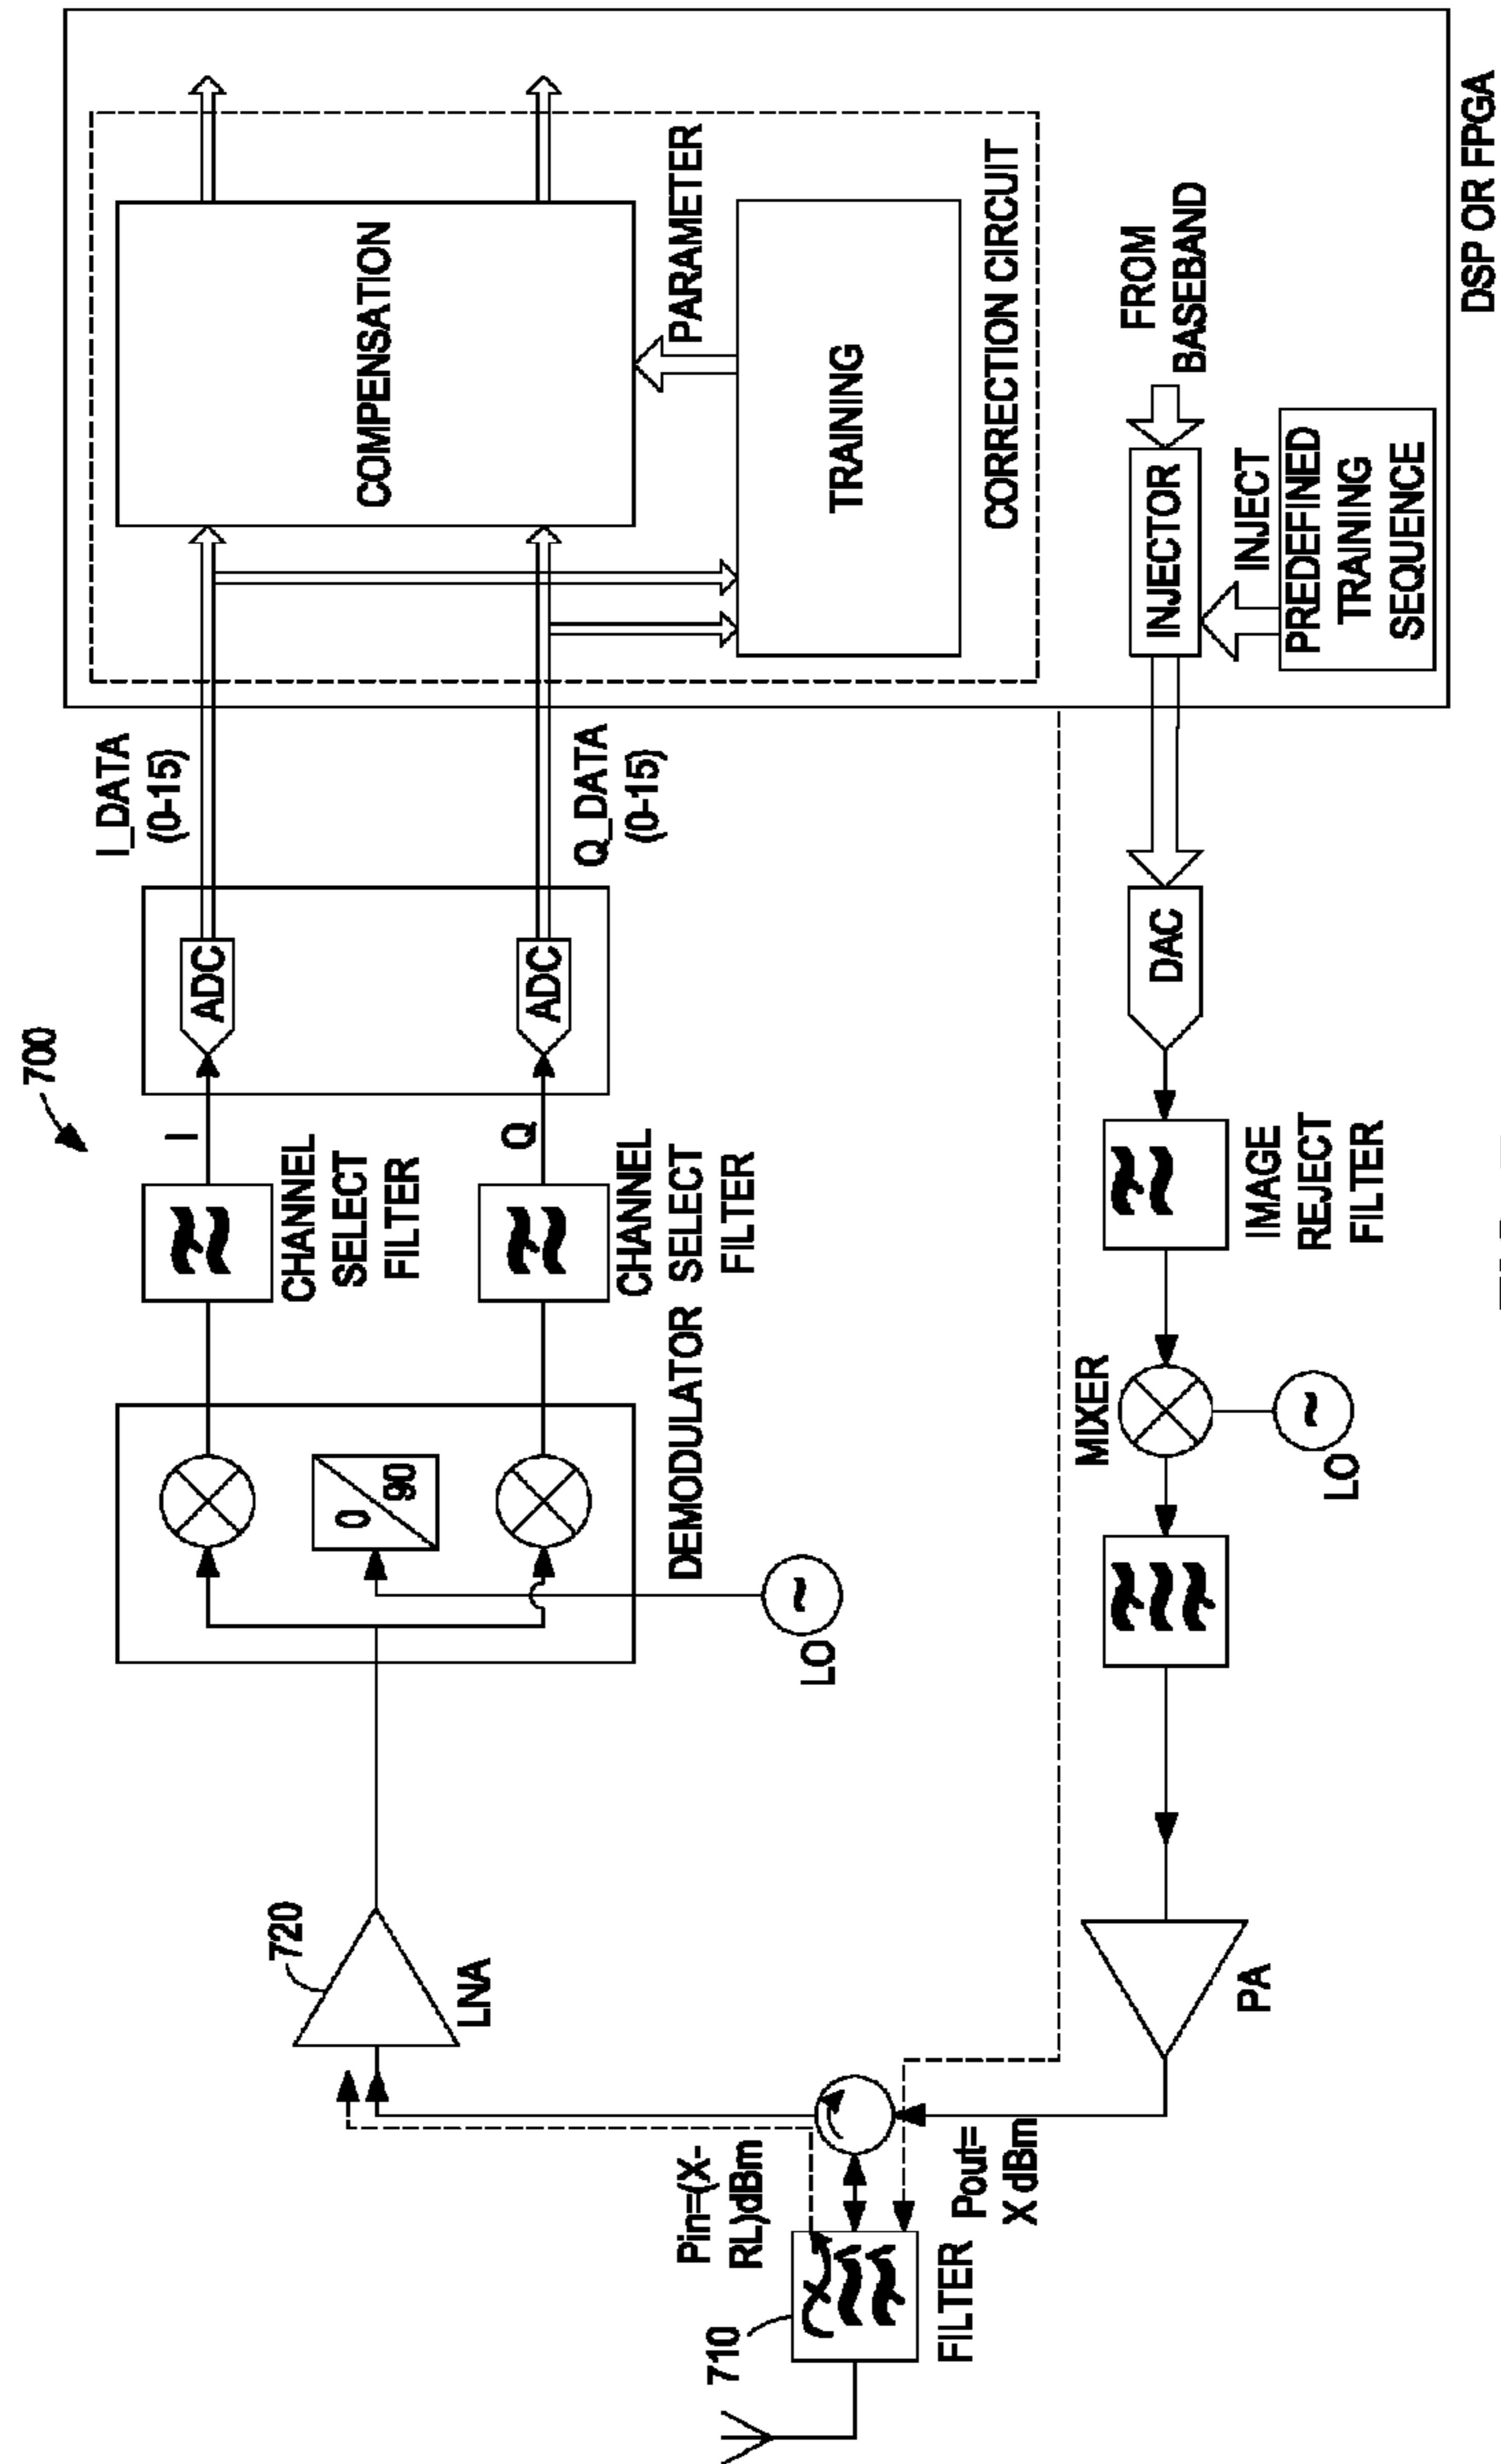 700
I_DATA
(0-15)
Q_DATA
(0-15)
COMPENSATION
PARAMETER
TRAINING
CORRECTION CIRCUIT
FROM
BASEBAND
INJECTOR
INJECT
PREDEFINED
TRAINING
SEQUENCE
DSP OR FPGA
ADC
ADC
I
Q
CHANNEL
SELECT
FILTER
CHANNEL
SELECT
FILTER
0
90
DEMODULATOR
LO
720
LNA
DAC
IMAGE
REJECT
FILTER
MIXER
LO
PA
Pin=(X-
RL)dBm
Pout=
X dBm
710
FILTER